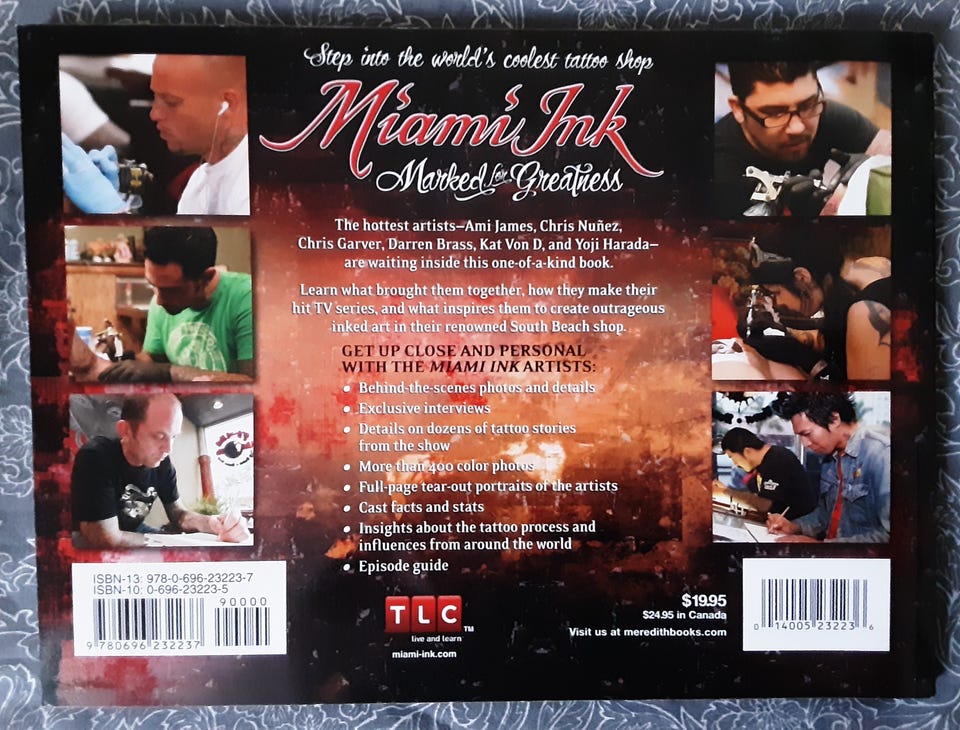 Step into the world's coolest tattoo shop
Miami Ink
Marked for Greatness
The hottest artists—Ami James, Chris Nuñez,
Chris Garver, Darren Brass, Kat Von D, and Yoji Harada—
are waiting inside this one-of-a-kind book.
Learn what brought them together, how they make their
hit TV series, and what inspires them to create outrageous
inked art in their renowned South Beach shop.
GET UP CLOSE AND PERSONAL
WITH THE MIAMI INK ARTISTS:
• Behind-the-scenes photos and details
• Exclusive interviews
• Details on dozens of tattoo stories
from the show
• More than 400 color photos
• Full-page tear-out portraits of the artists
• Cast facts and stats
• Insights about the tattoo process and
influences from around the world
• Episode guide
ISBN-13: 978-0-696-23223-7
ISBN-10: 0-696-23223-5
90000
9 780696 232237
TLC™
live and learn
miami-ink.com
$19.95
$24.95 in Canada
Visit us at meredithbooks.com
0 14005 23223 6